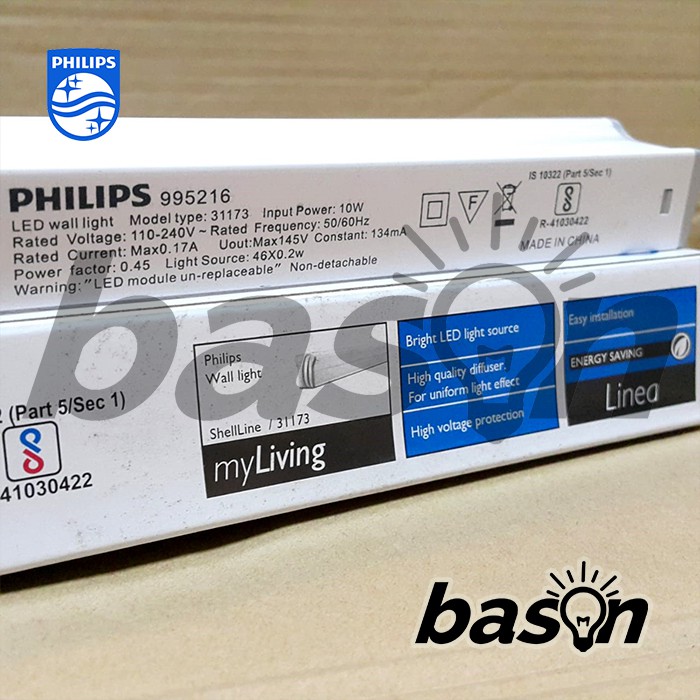 PHILIPS
PHILIPS 995216
LED wall light Model type: 31173 Input Power: 10W
Rated Voltage: 110-240V ~ Rated Frequency: 50/60Hz
Rated Current: Max0.17A Uout:Max145V Constant: 134mA
Power factor: 0.45 Light Source: 46X0.2w
Warning: "LED module un-replaceable" Non-detachable
F
IS 10322 (Part 5/Sec 1)
R-41030422
MADE IN CHINA
bason
2 (Part 5/Sec 1)
41030422
Philips
Wall light
ShellLine / 31173
myLiving
Bright LED light source
High quality diffuser.
For uniform light effect
High voltage protection
Easy installation
ENERGY SAVING
Linea
bason